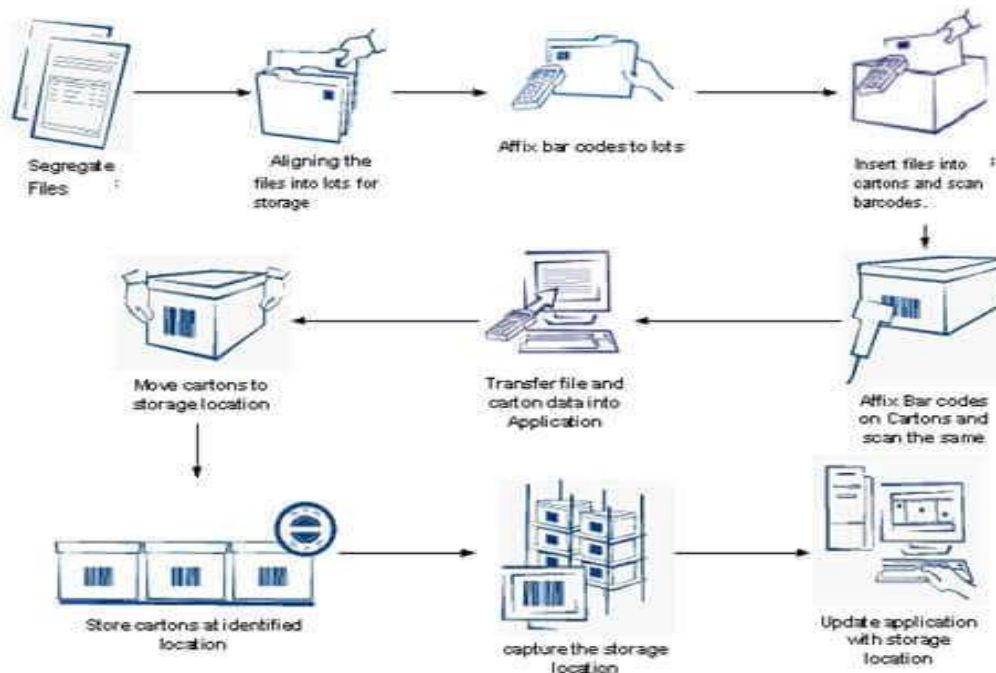 Segregate
Files :
Aligning the
files into lots for
storage
Affix bar codes to lots
Insert files into :
cartons and scan
barcodes.
Affix Bar codes
on Cartons and
scan the same
Transfer file and
carton data into
Application
Move cartons to
storage location
Store cartons at identified
location
capture the storage
location
Update application
with storage
location